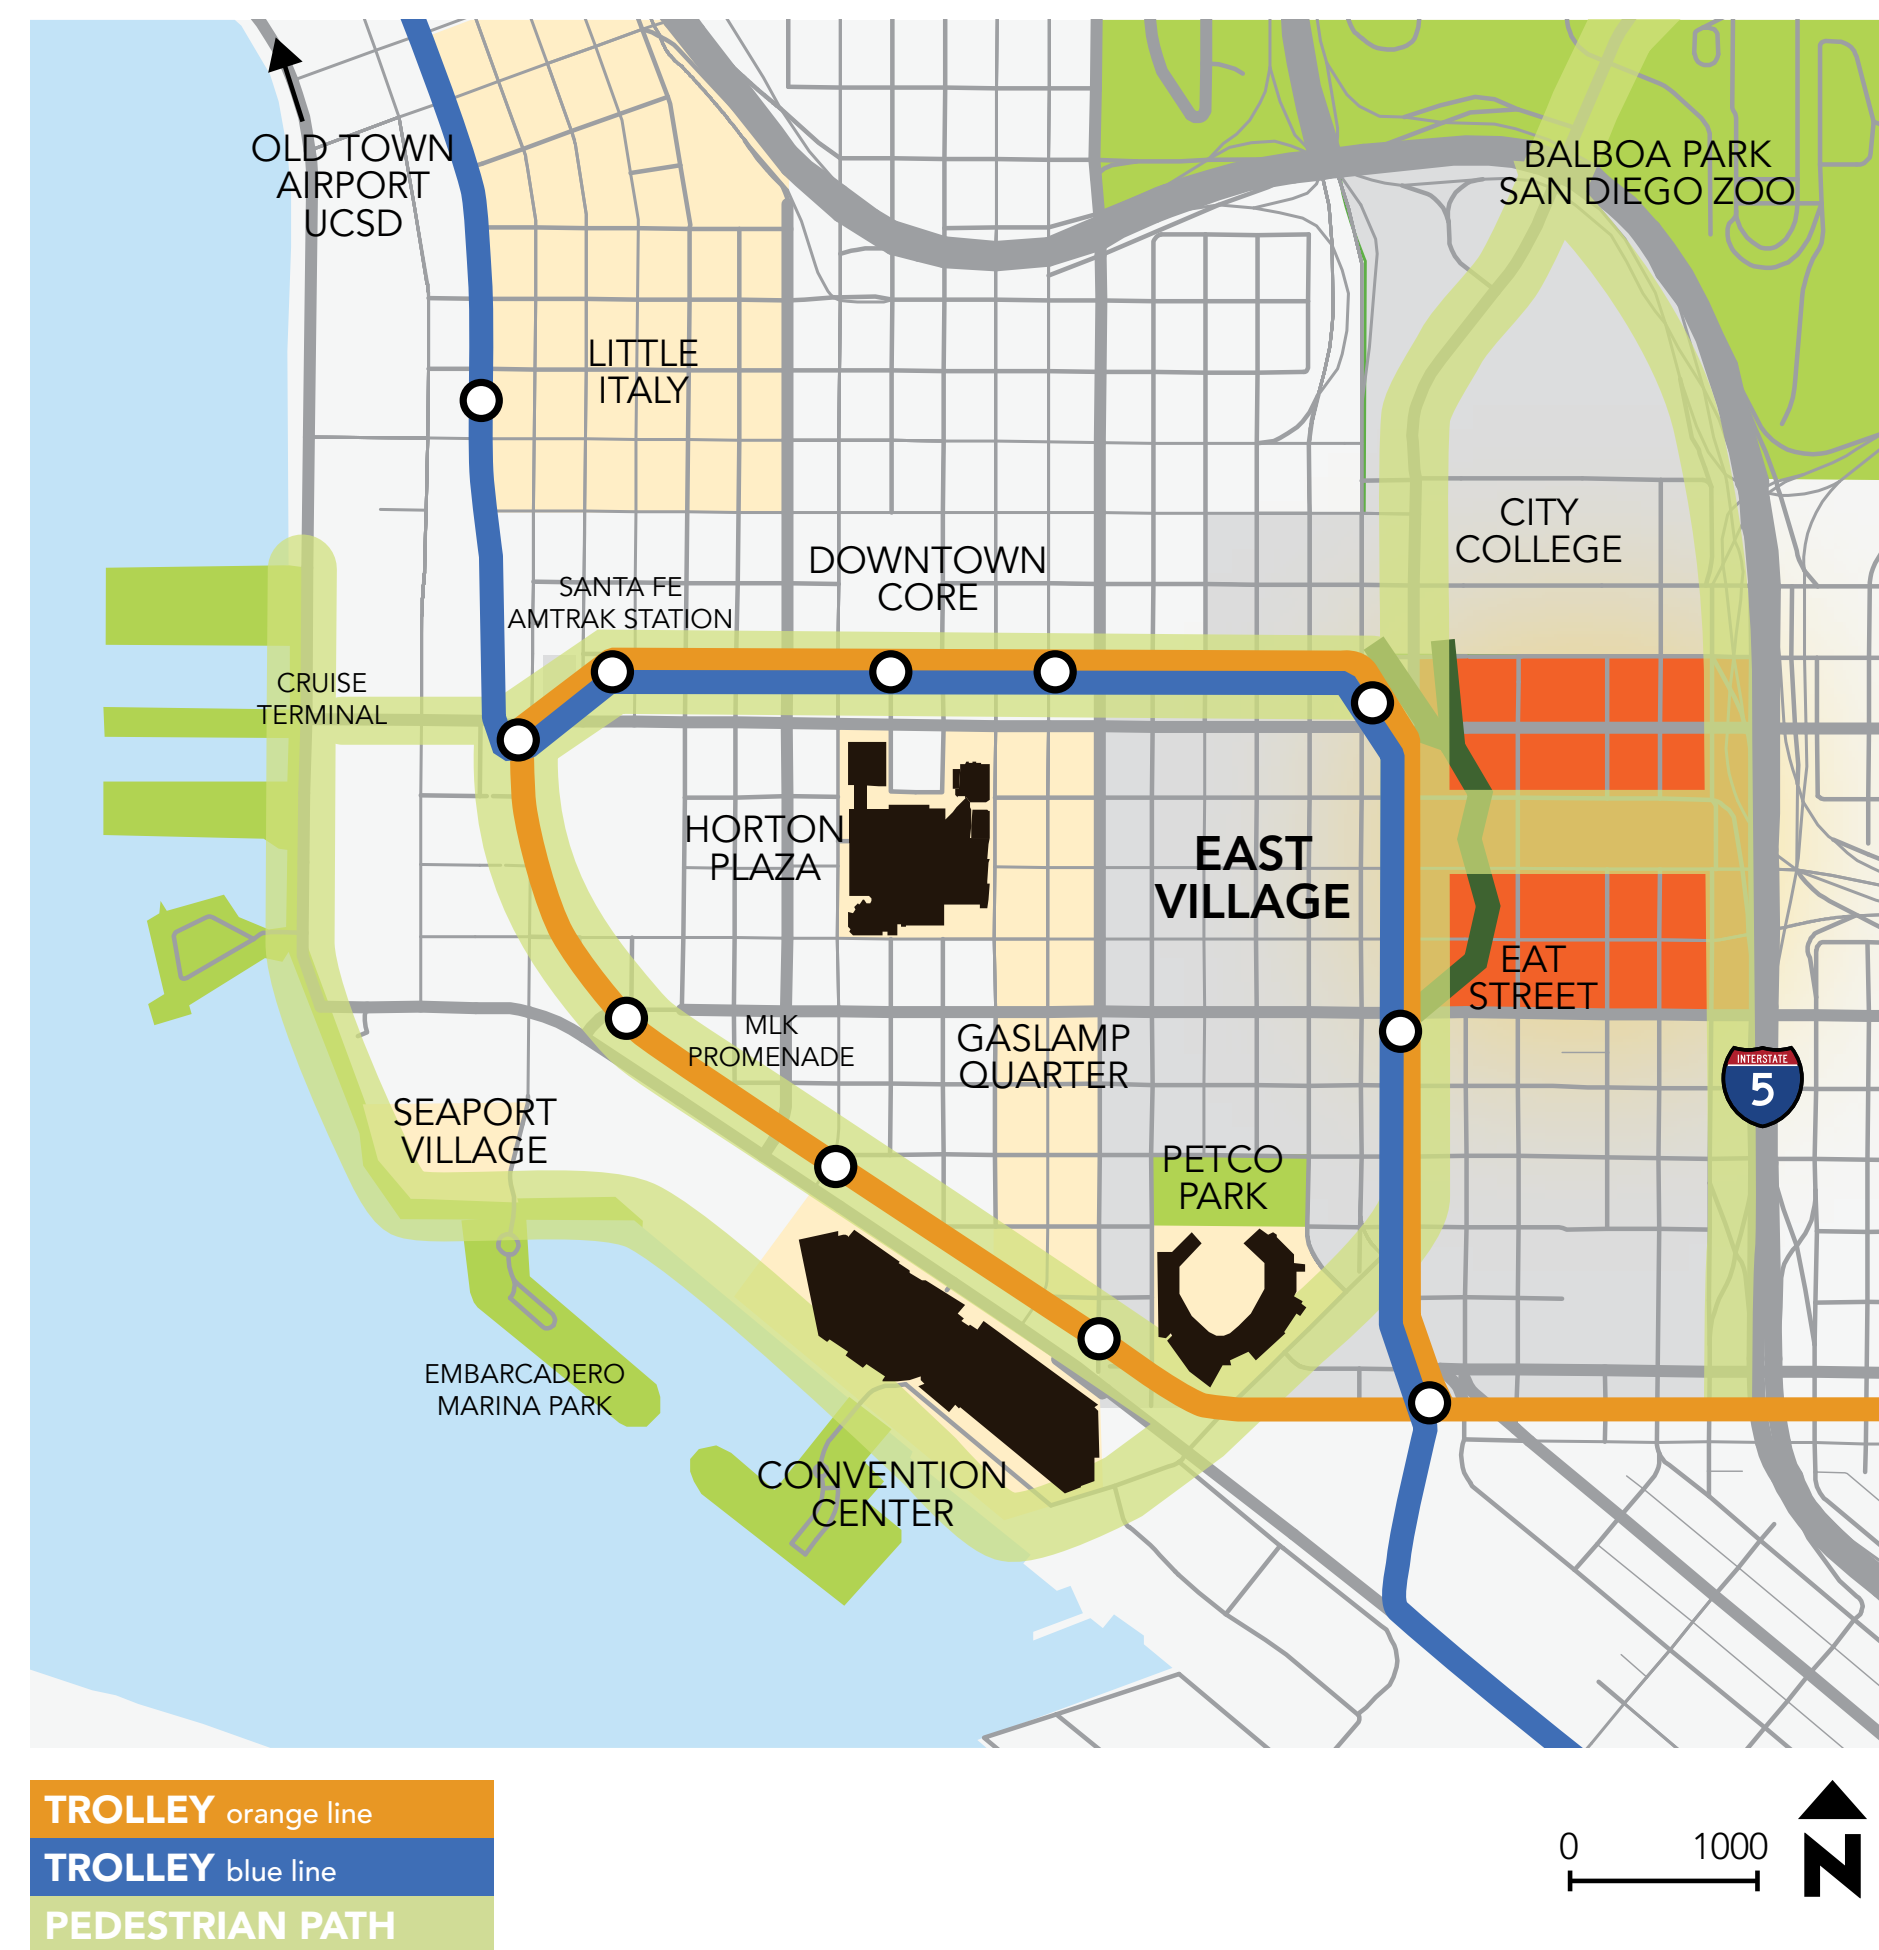 OLD TOWN
AIRPORT
UCSD
BALBOA PARK
SAN DIEGO ZOO
LITTLE
ITALY
CITY
COLLEGE
DOWNTOWN
CORE
SANTA FE
AMTRAK STATION
CRUISE
TERMINAL
HORTON
PLAZA
EAST
VILLAGE
EAT
STREET
MLK
PROMENADE
GASLAMP
QUARTER
INTERSTATE
5
SEAPORT
VILLAGE
PETCO
PARK
EMBARCADERO
MARINA PARK
CONVENTION
CENTER
TROLLEY orange line
TROLLEY blue line
PEDESTRIAN PATH
0 1000
N